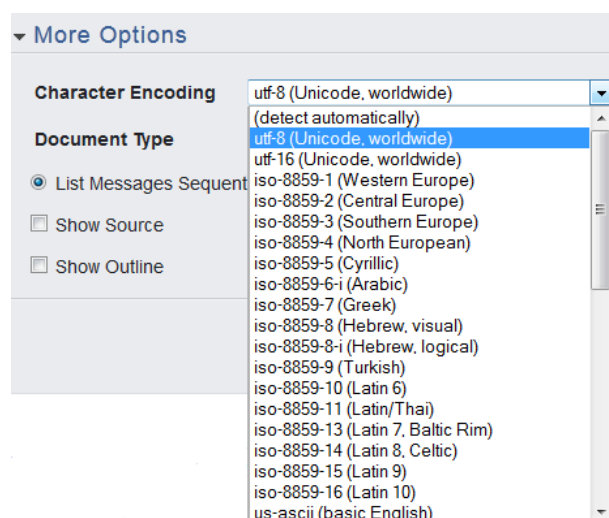 More Options
Character Encoding
utf-8 (Unicode, worldwide)
(detect automatically)
utf-8 (Unicode, worldwide)
Document Type
utf-16 (Unicode, worldwide)
iso-8859-1 (Western Europe)
List Messages Sequent
iso-8859-2 (Central Europe)
iso-8859-3 (Southern Europe)
Show Source
iso-8859-4 (North European)
iso-8859-5 (Cyrillic)
Show Outline
iso-8859-6-i (Arabic)
iso-8859-7 (Greek)
iso-8859-8 (Hebrew, visual)
iso-8859-8-i (Hebrew, logical)
iso-8859-9 (Turkish)
iso-8859-10 (Latin 6)
iso-8859-11 (Latin/Thai)
iso-8859-13 (Latin 7, Baltic Rim)
iso-8859-14 (Latin 8, Celtic)
iso-8859-15 (Latin 9)
iso-8859-16 (Latin 10)
us-ascii (basic English)